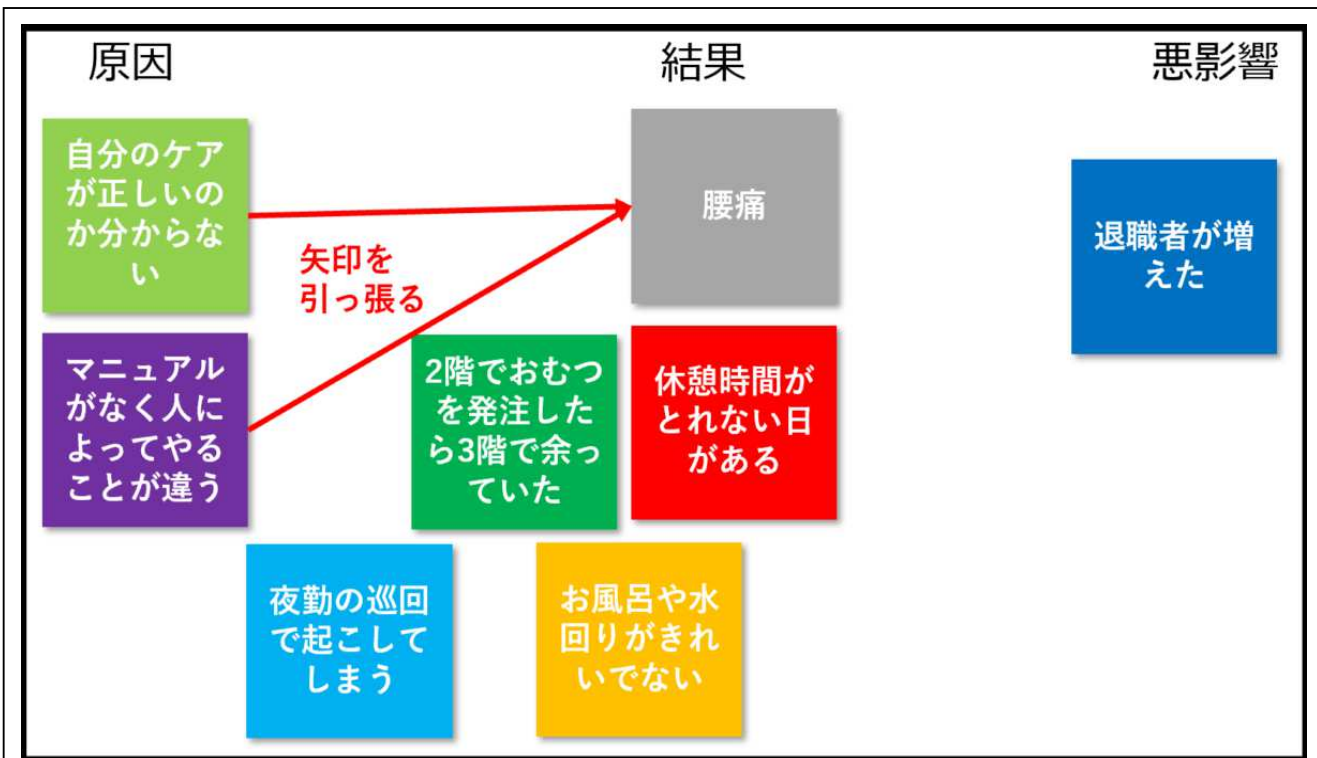 原因
結果
悪影響
自分のケア
が正しいの
か分からな
い
腰痛
退職者が増
えた
矢印を
引っ張る
マニュアル
がなく人に
よってやる
ことが違う
2階でおむつ
を発注した
ら3階で余っ
ていた
休憩時間が
とれない日
がある
夜勤の巡回
で起こして
しまう
お風呂や水
回りがきれ
いでない